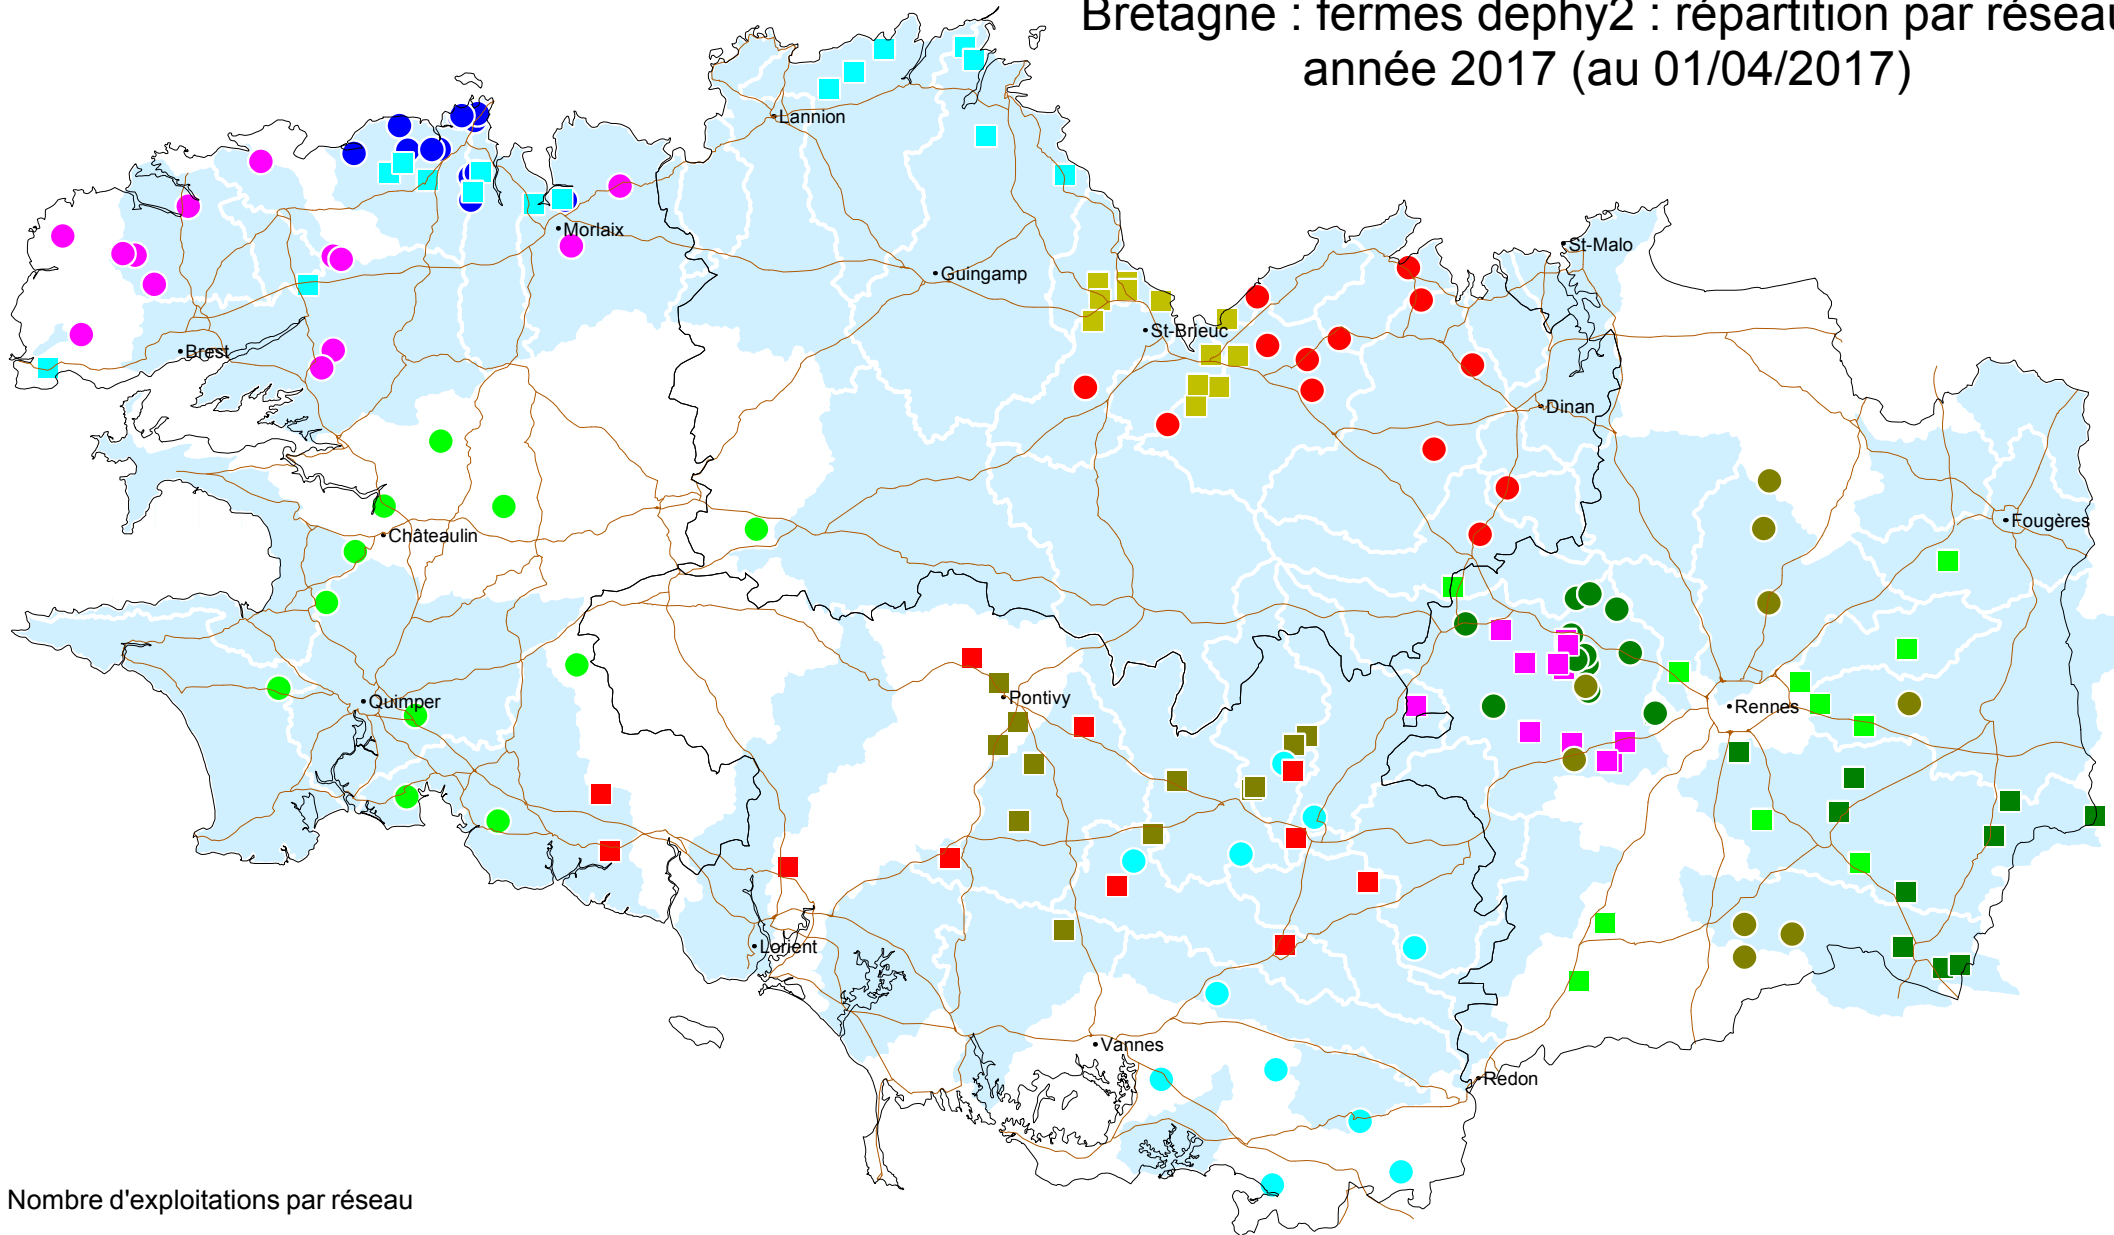 Bretagne : fermes dephy2 : répartition par réseau
année 2017 (au 01/04/2017)
Lannion
Morlaix
St-Malo
Guingamp
St-Brieuc
Brest
Dinan
Fougères
Châteaulin
Pontivy
Quimper
Rennes
Lorient
Vannes
Redon
Nombre d'exploitations par réseau